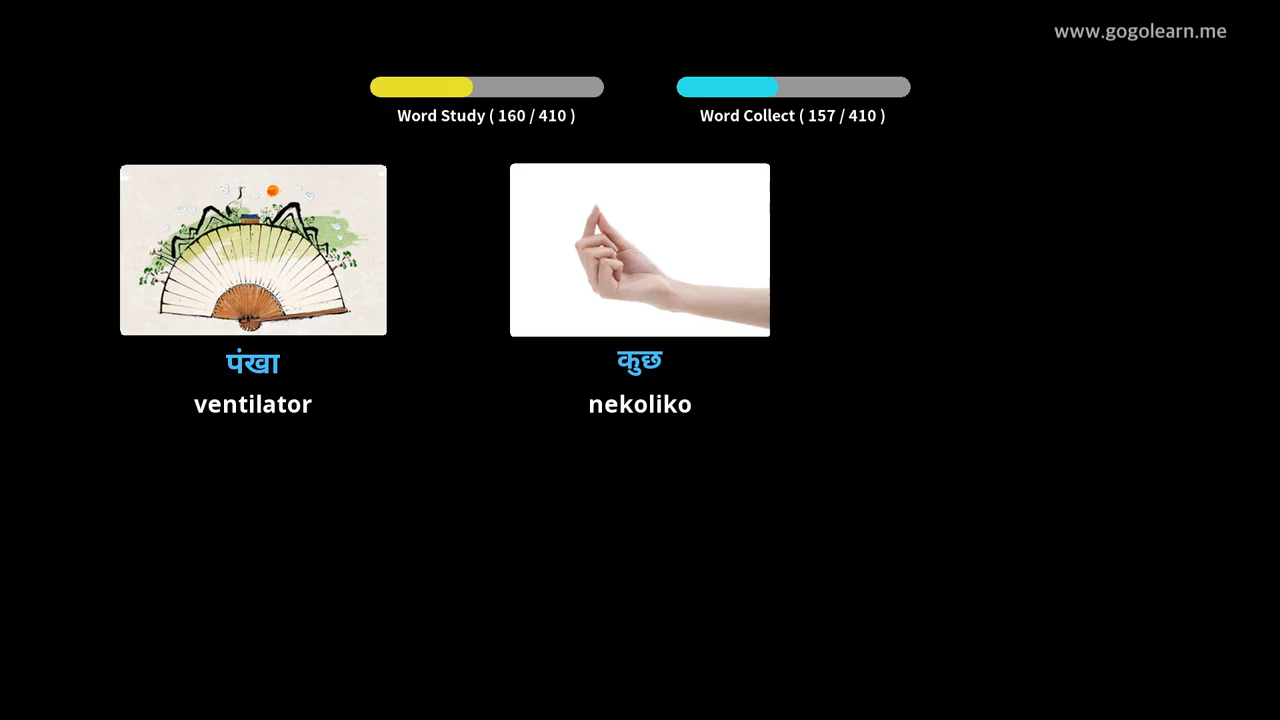 www.gogolearn.me
Word Study ( 160 / 410 )
Word Collect ( 157 / 410 )
पंखा
ventilator
कुछ
nekoliko